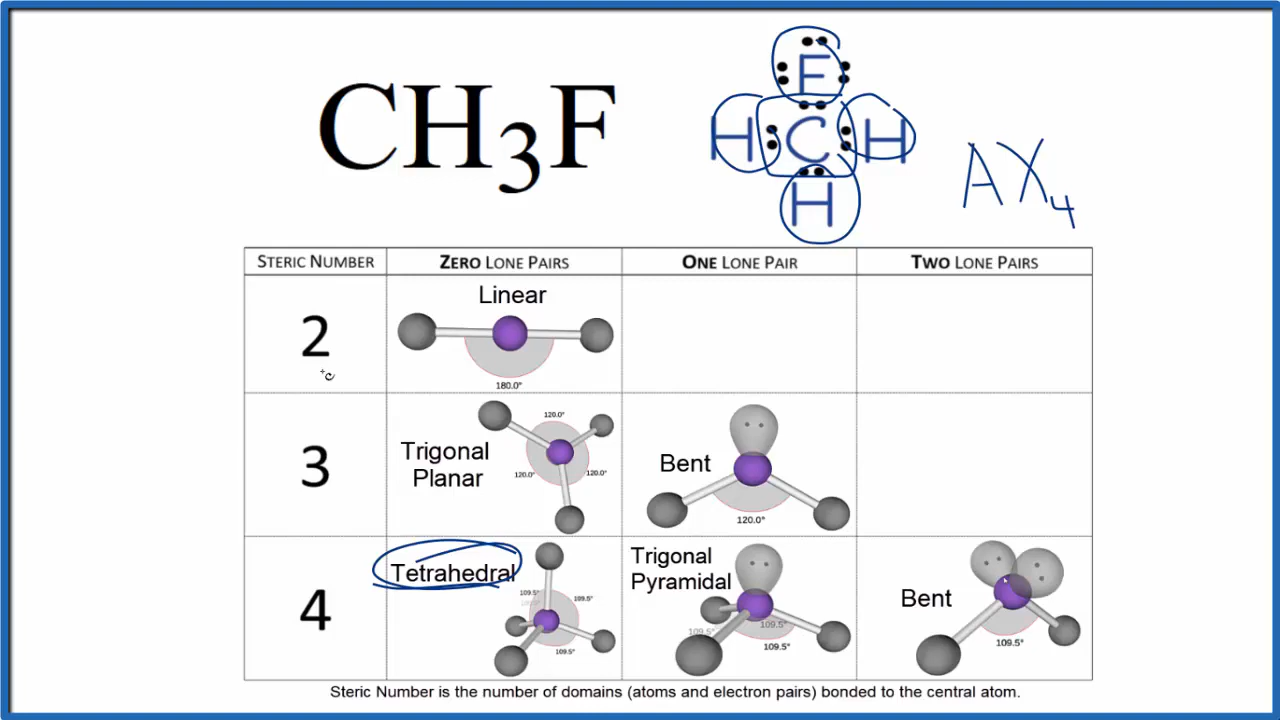 CH3F
F
H C H
H
AX4
STERIC NUMBER ZERO LONE PAIRS ONE LONE PAIR TWO LONE PAIRS
2 Linear
180.0°
3 Trigonal Planar 120.0° 120.0° 120.0°
Bent 120.0°
4 Tetrahedral 109.5° 109.5° 109.5°
Trigonal Pyramidal 109.5° 109.5° 109.5°
Bent 109.5°
Steric Number is the number of domains (atoms and electron pairs) bonded to the central atom.